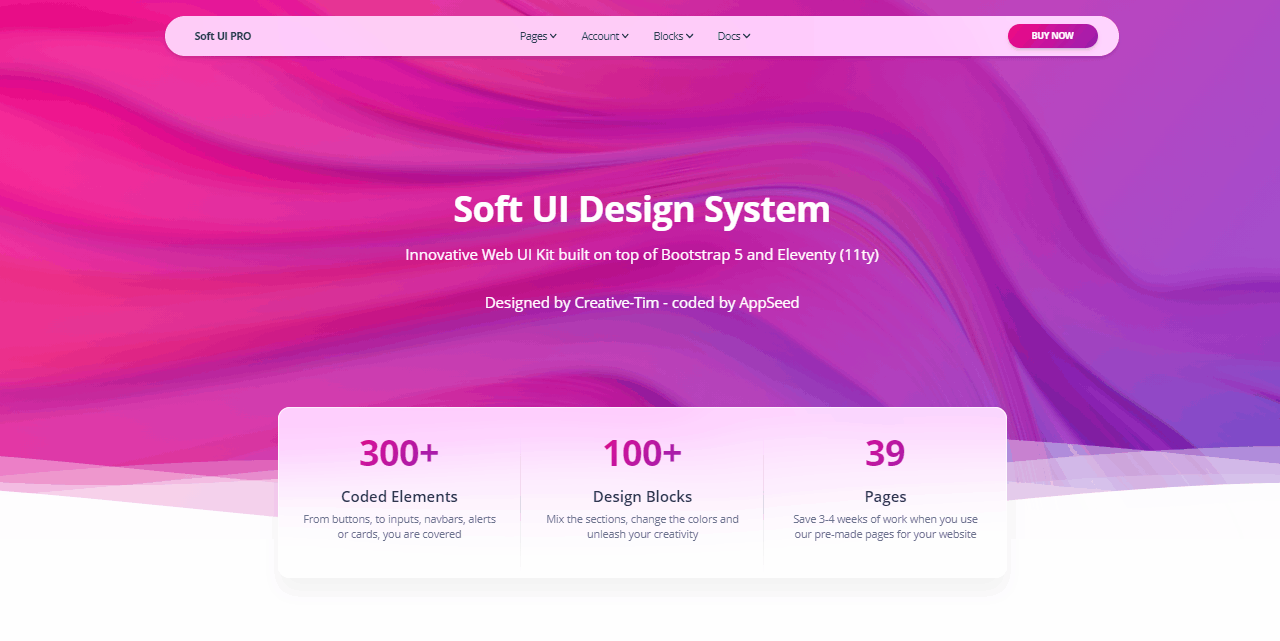 Soft UI PRO
Pages
Account
Blocks
Docs
BUY NOW
Soft UI Design System
Innovative Web UI Kit built on top of Bootstrap 5 and Eleventy (11ty)
Designed by Creative-Tim - coded by AppSeed
300+
Coded Elements
From buttons, to inputs, navbars, alerts
or cards, you are covered
100+
Design Blocks
Mix the sections, change the colors and
unleash your creativity
39
Pages
Save 3-4 weeks of work when you use
our pre-made pages for your website